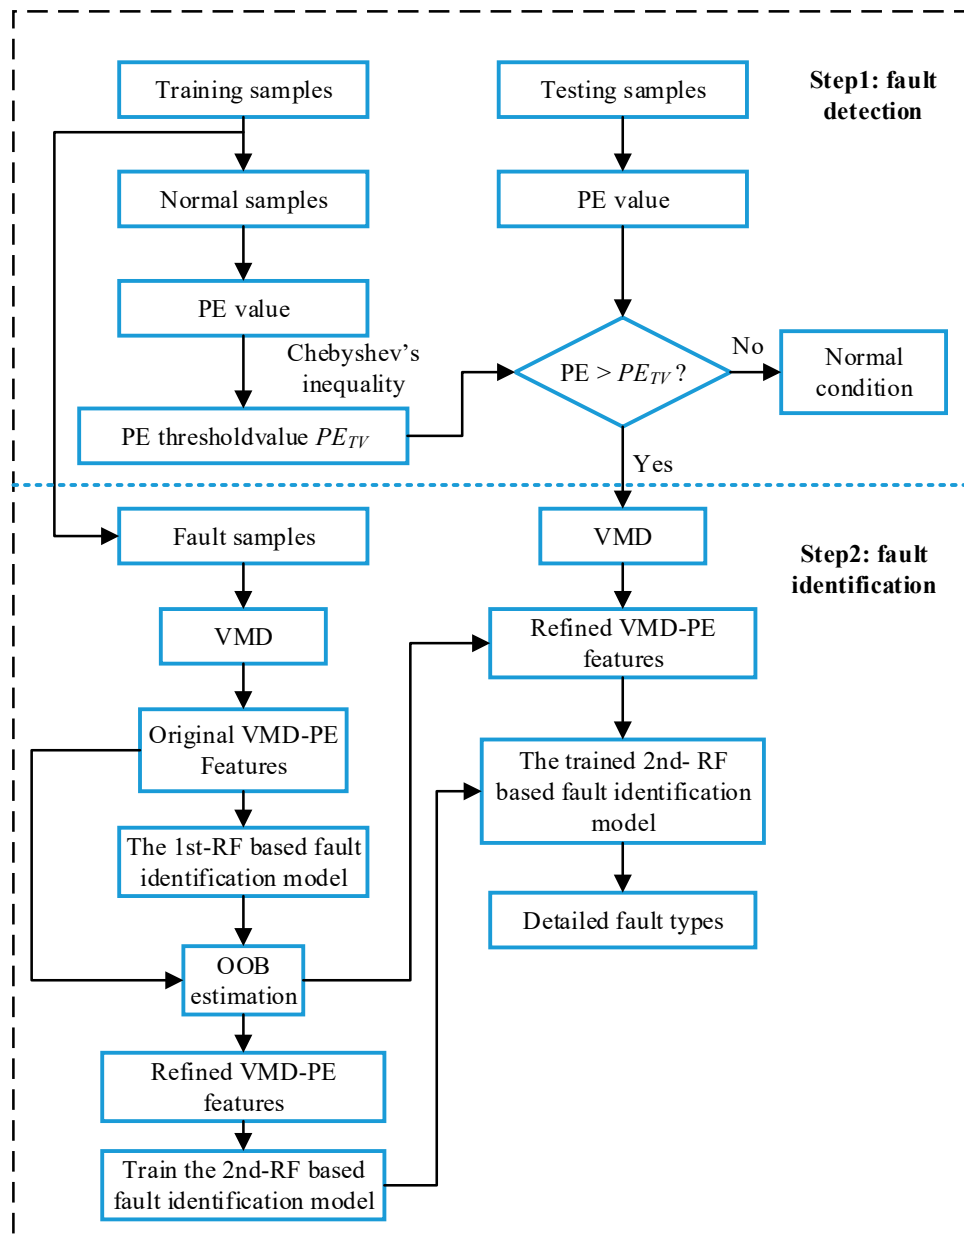 Training samples
Testing samples
Step1: fault
detection
Normal samples
PE value
PE value
Chebyshev's
inequality
PE > PE_TV ?
No
Normal
condition
PE thresholdvalue PE_TV
Yes
Fault samples
VMD
Step2: fault
identification
VMD
Refined VMD-PE
features
Original VMD-PE
Features
The trained 2nd- RF
based fault identification
model
The 1st-RF based fault
identification model
Detailed fault types
OOB
estimation
Refined VMD-PE
features
Train the 2nd-RF based
fault identification model